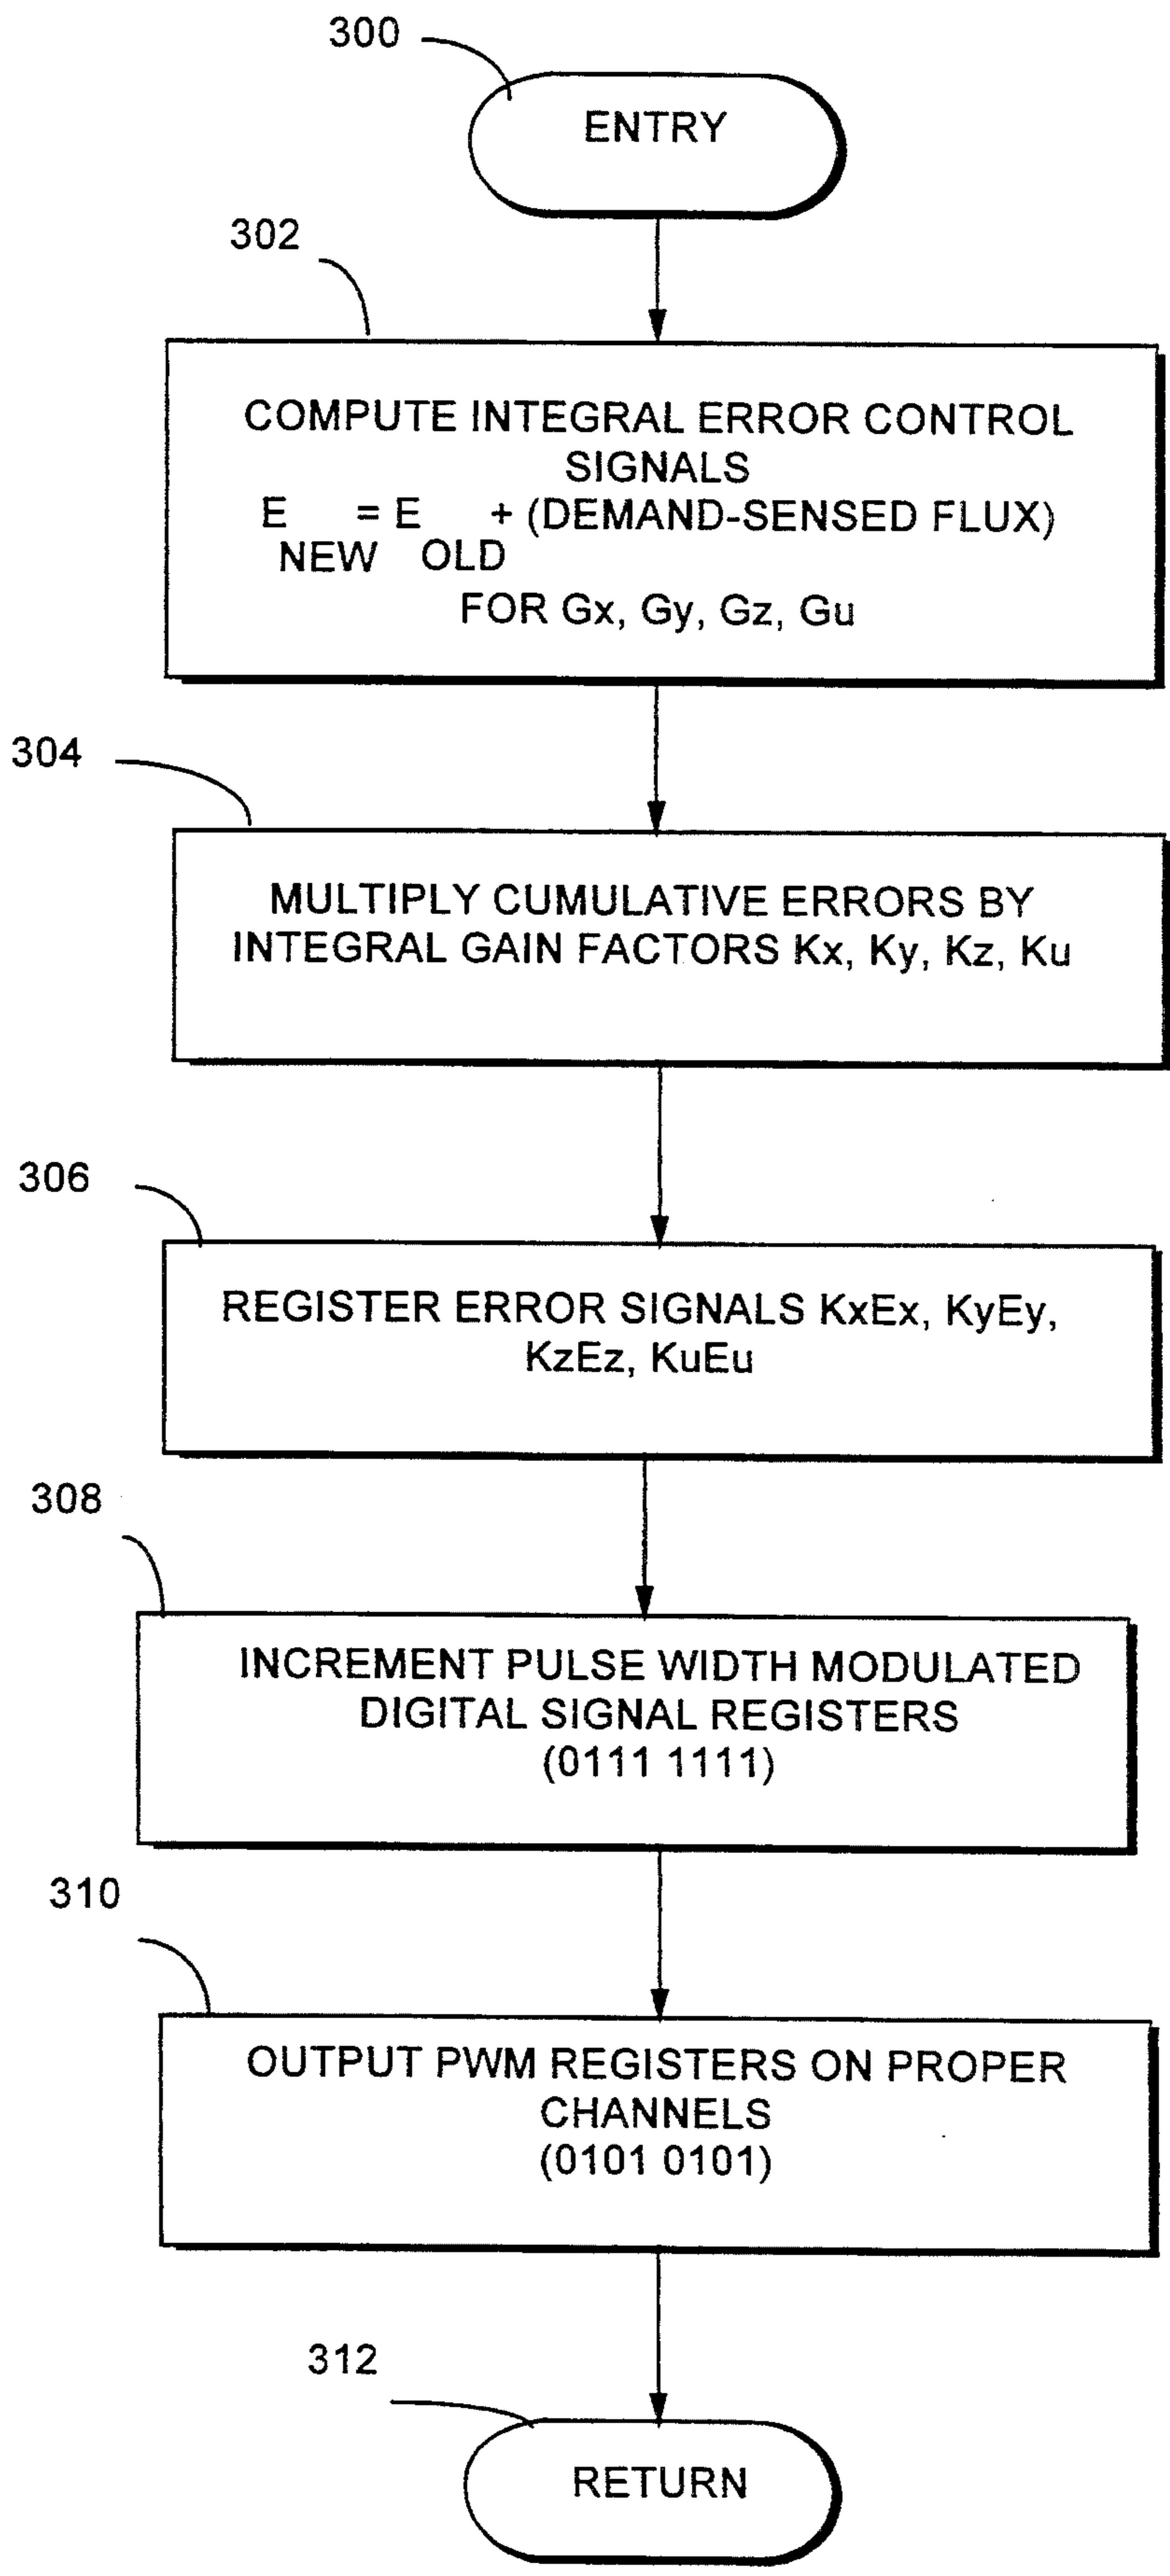 300
ENTRY
302
COMPUTE INTEGRAL ERROR CONTROL
SIGNALS
E = E + (DEMAND-SENSED FLUX)
NEW OLD
FOR Gx, Gy, Gz, Gu
304
MULTIPLY CUMULATIVE ERRORS BY
INTEGRAL GAIN FACTORS Kx, Ky, Kz, Ku
306
REGISTER ERROR SIGNALS KxEx, KyEy,
KzEz, KuEu
308
INCREMENT PULSE WIDTH MODULATED
DIGITAL SIGNAL REGISTERS
(0111 1111)
310
OUTPUT PWM REGISTERS ON PROPER
CHANNELS
(0101 0101)
312
RETURN